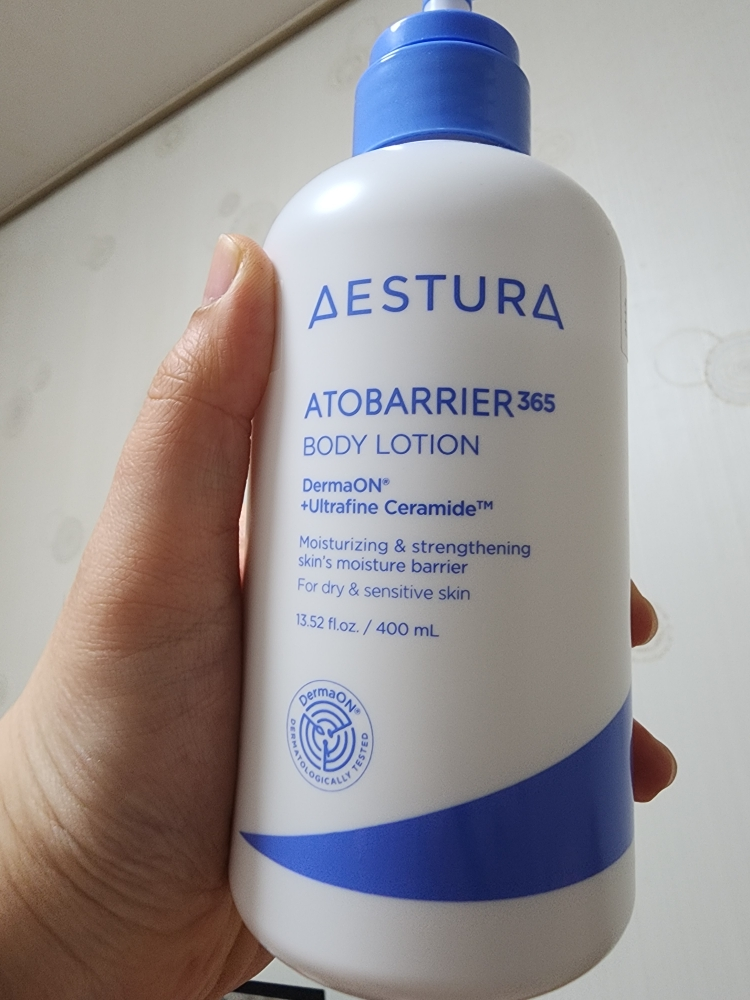 AESTURA
ATOBARRIER365
BODY LOTION
DermaON®
+Ultrafine Ceramide™
Moisturizing & strengthening
skin's moisture barrier
For dry & sensitive skin
13.52 fl.oz. / 400 mL
DermaON®
DERMATOLOGICALLY TESTED